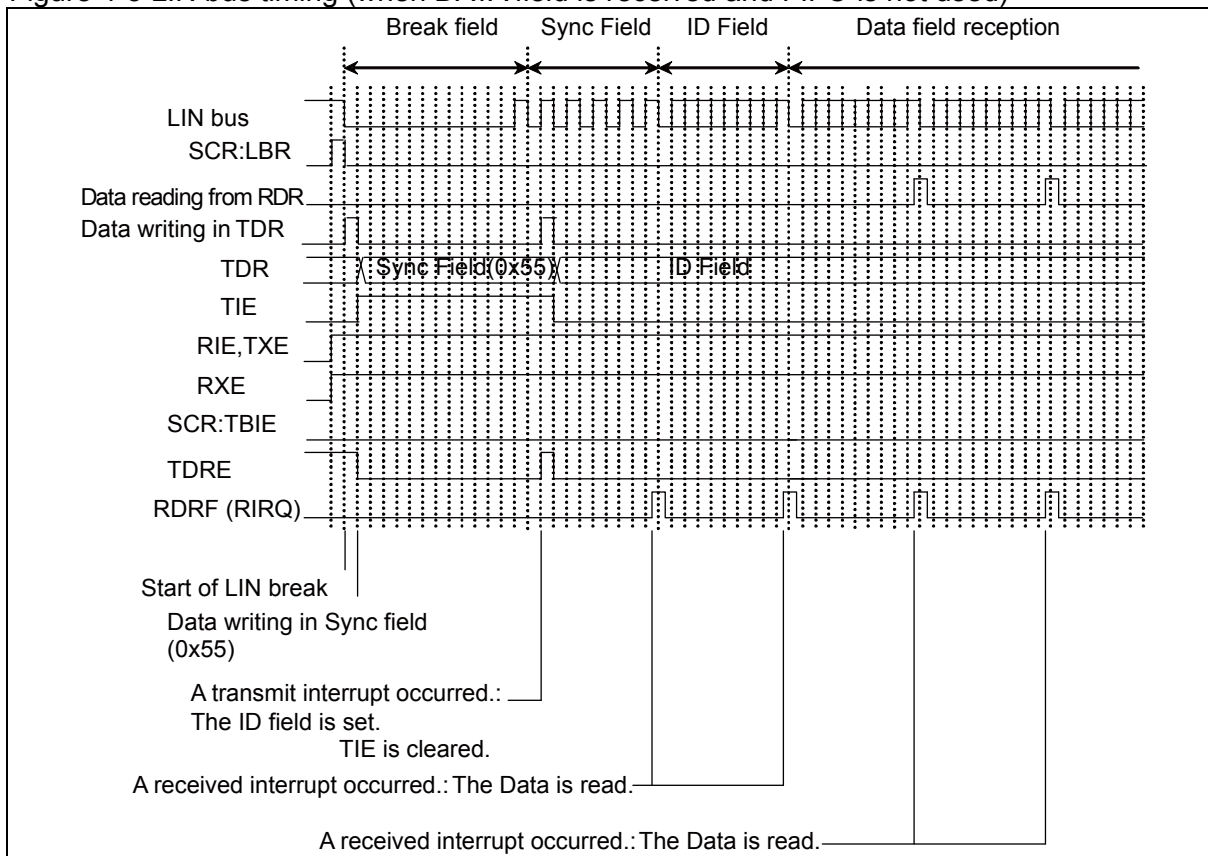 Break field Sync Field ID Field Data field reception
LIN bus
SCR:LBR
Data reading from RDR
Data writing in TDR
TDR Sync Field(0x55) ID Field
TIE
RIE,TXE
RXE
SCR:TBIE
TDRE
RDRF (RIRQ)
Start of LIN break
Data writing in Sync field
(0x55)
A transmit interrupt occurred.:
The ID field is set.
TIE is cleared.
A received interrupt occurred.: The Data is read.
A received interrupt occurred.: The Data is read.